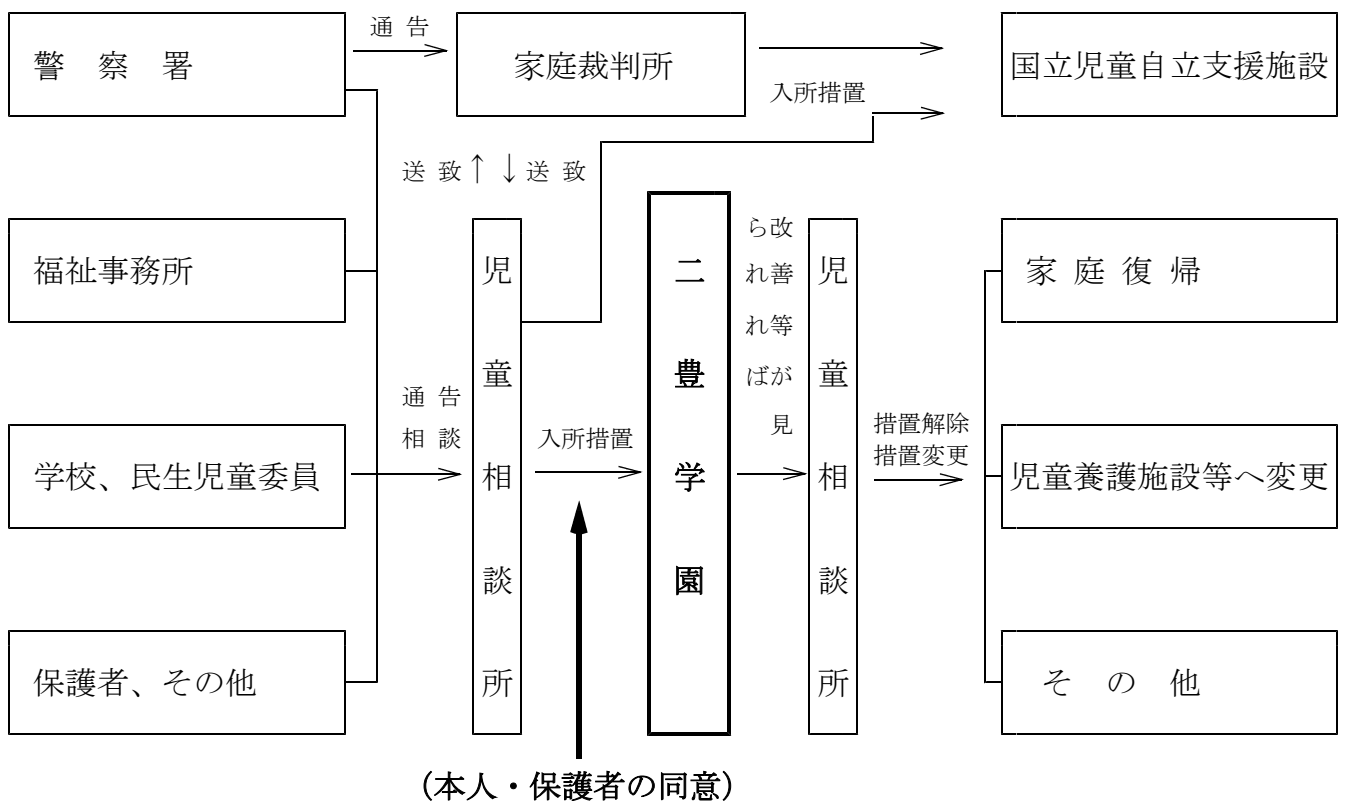 警 察 署
通 告
家庭裁判所
入所措置
国立児童自立支援施設
送 致↑ ↓送 致
福祉事務所
学校、民生児童委員
保護者、その他
通 告
相 談
児童相談所
入所措置
(本人・保護者の同意)
二豊学園
改善等が見
られれば
児童相談所
措置解除
措置変更
家 庭 復 帰
児童養護施設等へ変更
そ の 他